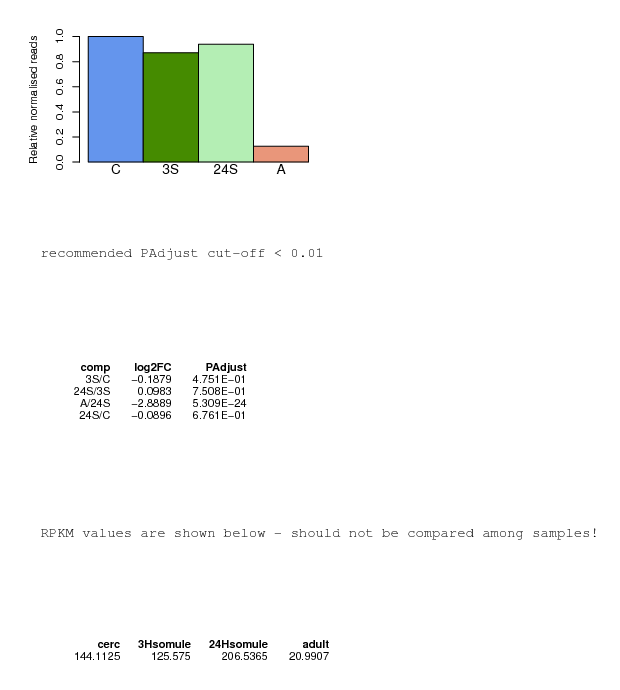 Relative normalised reads
1.0
0.8
0.6
0.4
0.2
0.0
C 3S 24S A
recommended PAdjust cut-off < 0.01
comp log2FC PAdjust
3S/C −0.1879 4.751E−01
24S/3S 0.0983 7.508E−01
A/24S −2.8889 5.309E−24
24S/C −0.0896 6.761E−01
RPKM values are shown below - should not be compared among samples!
cerc 3Hsomule 24Hsomule adult
144.1125 125.575 206.5365 20.9907